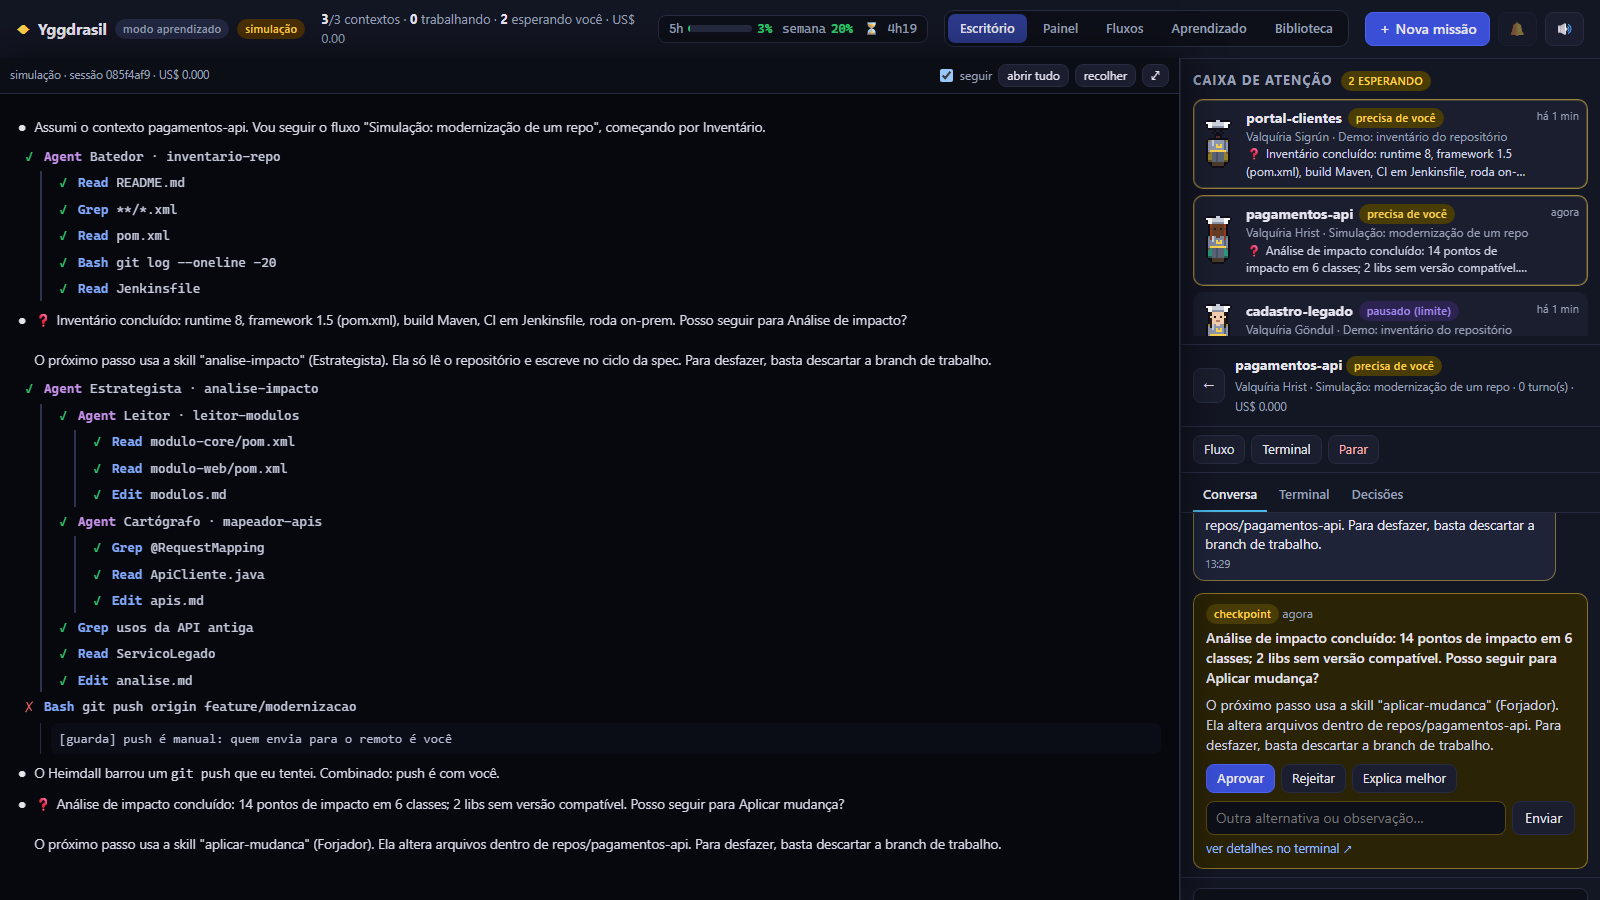 Yggdrasil modo aprendizado simulação 3/3 contextos · 0 trabalhando · 2 esperando você · US$
0.00
5h 3% semana 20% ⏳ 4h19
Escritório Painel Fluxos Aprendizado Biblioteca
+ Nova missão
simulação · sessão 085f4af9 · US$ 0.000
seguir abrir tudo recolher ⤢
● Assumi o contexto pagamentos-api. Vou seguir o fluxo "Simulação: modernização de um repo", começando por Inventário.
✓ Agent Batedor · inventario-repo
✓ Read README.md
✓ Grep **/*.xml
✓ Read pom.xml
✓ Bash git log --oneline -20
✓ Read Jenkinsfile
● ❓ Inventário concluído: runtime 8, framework 1.5 (pom.xml), build Maven, CI em Jenkinsfile, roda on-prem. Posso seguir para Análise de impacto?
O próximo passo usa a skill "analise-impacto" (Estrategista). Ela só lê o repositório e escreve no ciclo da spec. Para desfazer, basta descartar a branch de trabalho.
✓ Agent Estrategista · analise-impacto
✓ Agent Leitor · leitor-modulos
✓ Read modulo-core/pom.xml
✓ Read modulo-web/pom.xml
✓ Edit modulos.md
✓ Agent Cartógrafo · mapeador-apis
✓ Grep @RequestMapping
✓ Read ApiCliente.java
✓ Edit apis.md
✓ Grep usos da API antiga
✓ Read ServicoLegado
✓ Edit analise.md
✗ Bash git push origin feature/modernizacao
[guarda] push é manual: quem envia para o remoto é você
● O Heimdall barrou um git push que eu tentei. Combinado: push é com você.
● ❓ Análise de impacto concluído: 14 pontos de impacto em 6 classes; 2 libs sem versão compatível. Posso seguir para Aplicar mudança?
O próximo passo usa a skill "aplicar-mudanca" (Forjador). Ela altera arquivos dentro de repos/pagamentos-api. Para desfazer, basta descartar a branch de trabalho.
CAIXA DE ATENÇÃO 2 ESPERANDO
portal-clientes precisa de você há 1 min
Valquíria Sigrún · Demo: inventário do repositório
❓ Inventário concluído: runtime 8, framework 1.5
(pom.xml), build Maven, CI em Jenkinsfile, roda on-...
pagamentos-api precisa de você agora
Valquíria Hrist · Simulação: modernização de um repo
❓ Análise de impacto concluído: 14 pontos de
impacto em 6 classes; 2 libs sem versão compatível....
cadastro-legado pausado (limite) há 1 min
Valquíria Göndul · Demo: inventário do repositório
← pagamentos-api precisa de você
Valquíria Hrist · Simulação: modernização de um repo · 0 turno(s) ·
US$ 0.000
Fluxo Terminal Parar
Conversa Terminal Decisões
repos/pagamentos-api. Para desfazer, basta descartar a
branch de trabalho.
13:29
checkpoint agora
Análise de impacto concluído: 14 pontos de impacto em 6
classes; 2 libs sem versão compatível. Posso seguir para
Aplicar mudança?
O próximo passo usa a skill "aplicar-mudanca" (Forjador).
Ela altera arquivos dentro de repos/pagamentos-api. Para
desfazer, basta descartar a branch de trabalho.
Aprovar Rejeitar Explica melhor
Outra alternativa ou observação... Enviar
ver detalhes no terminal ↗